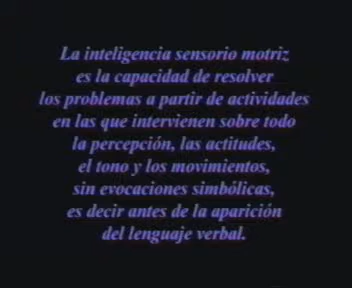 La inteligencia sensorio motriz
es la capacidad de resolver
los problemas a partir de actividades
en las que intervienen sobre todo
la percepción, las actitudes,
el tono y los movimientos,
sin evocaciones simbólicas,
es decir antes de la aparición
del lenguaje verbal.